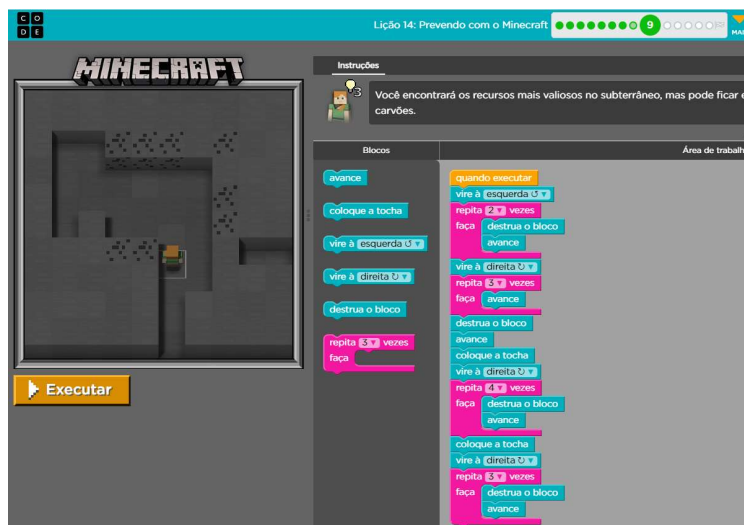 CODE
Lição 14: Prevendo com o Minecraft
9
MINECRAFT
Instruções
3
Você encontrará os recursos mais valiosos no subterrâneo, mas pode ficar
carvões.
Blocos
Área de
avance
coloque a tocha
vire à esquerda
vire à direita
destrua o bloco
repita 3 vezes
faça
Executar
quando executar
vire à esquerda
repita 2 vezes
faça destrua o bloco
avance
vire à direita
repita 3 vezes
faça avance
destrua o bloco
avance
coloque a tocha
vire à direita
repita 4 vezes
faça destrua o bloco
avance
coloque a tocha
vire à direita
repita 3 vezes
faça destrua o bloco
avance